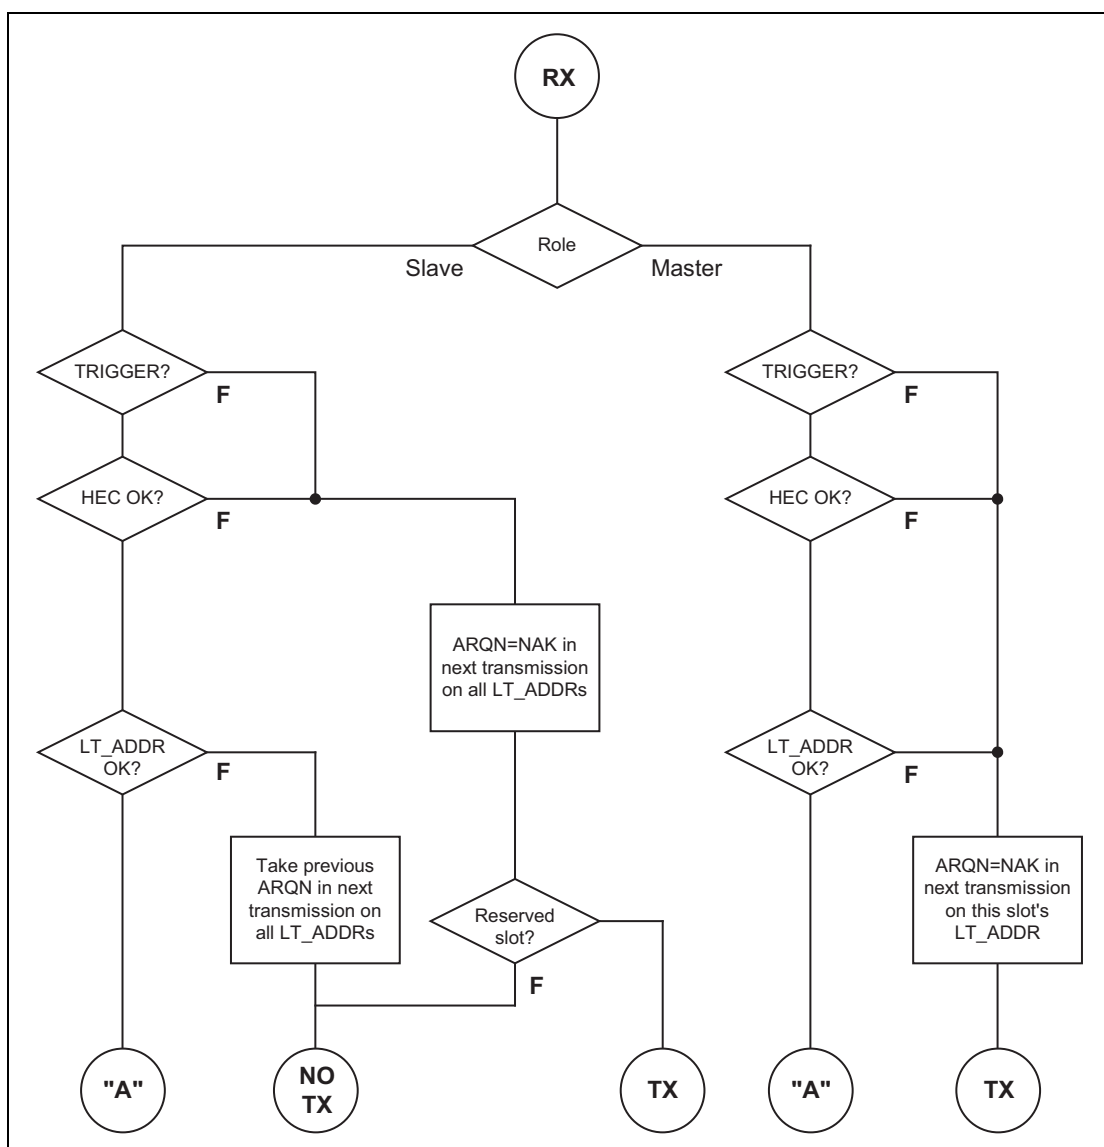 RX
Role
Slave
Master
TRIGGER?
F
TRIGGER?
F
HEC OK?
F
HEC OK?
F
ARQN=NAK in
next transmission
on all LT_ADDRs
LT_ADDR
OK?
F
LT_ADDR
OK?
F
Take previous
ARQN in next
transmission on
all LT_ADDRs
Reserved
slot?
F
ARQN=NAK in
next transmission
on this slot's
LT_ADDR
"A"
NO
TX
TX
"A"
TX